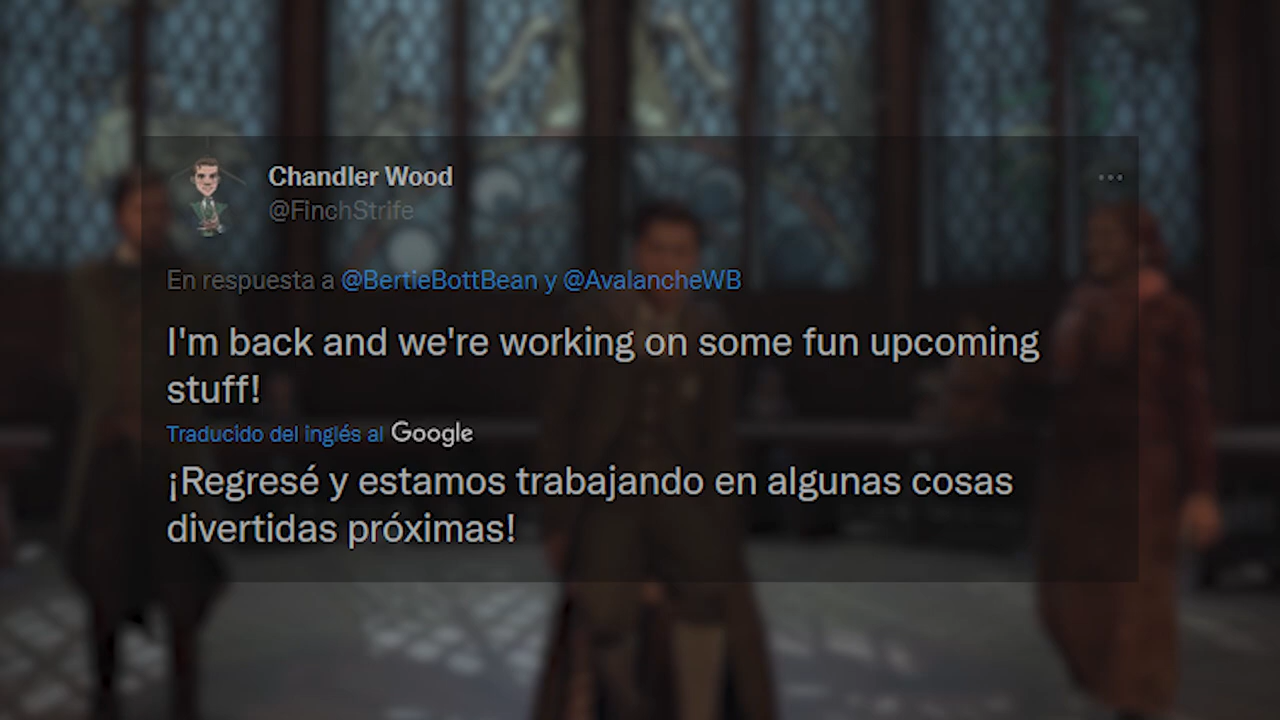 Chandler Wood
@FinchStrife
En respuesta a @BertieBottBean y @AvalancheWB
I'm back and we're working on some fun upcoming
stuff!
Traducido del inglés al Google
¡Regresé y estamos trabajando en algunas cosas
divertidas próximas!